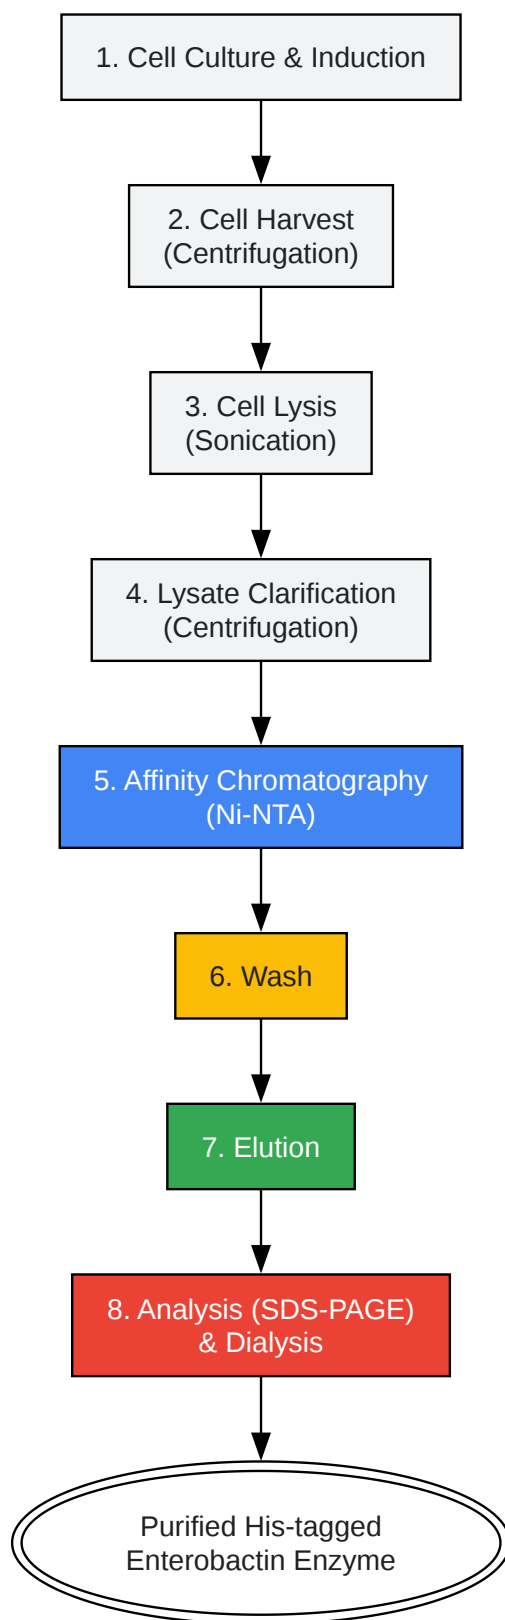 1. Cell Culture & Induction
2. Cell Harvest
(Centrifugation)
3. Cell Lysis
(Sonication)
4. Lysate Clarification
(Centrifugation)
5. Affinity Chromatography
(Ni-NTA)
6. Wash
7. Elution
8. Analysis (SDS-PAGE)
& Dialysis
Purified His-tagged
Enterobactin Enzyme